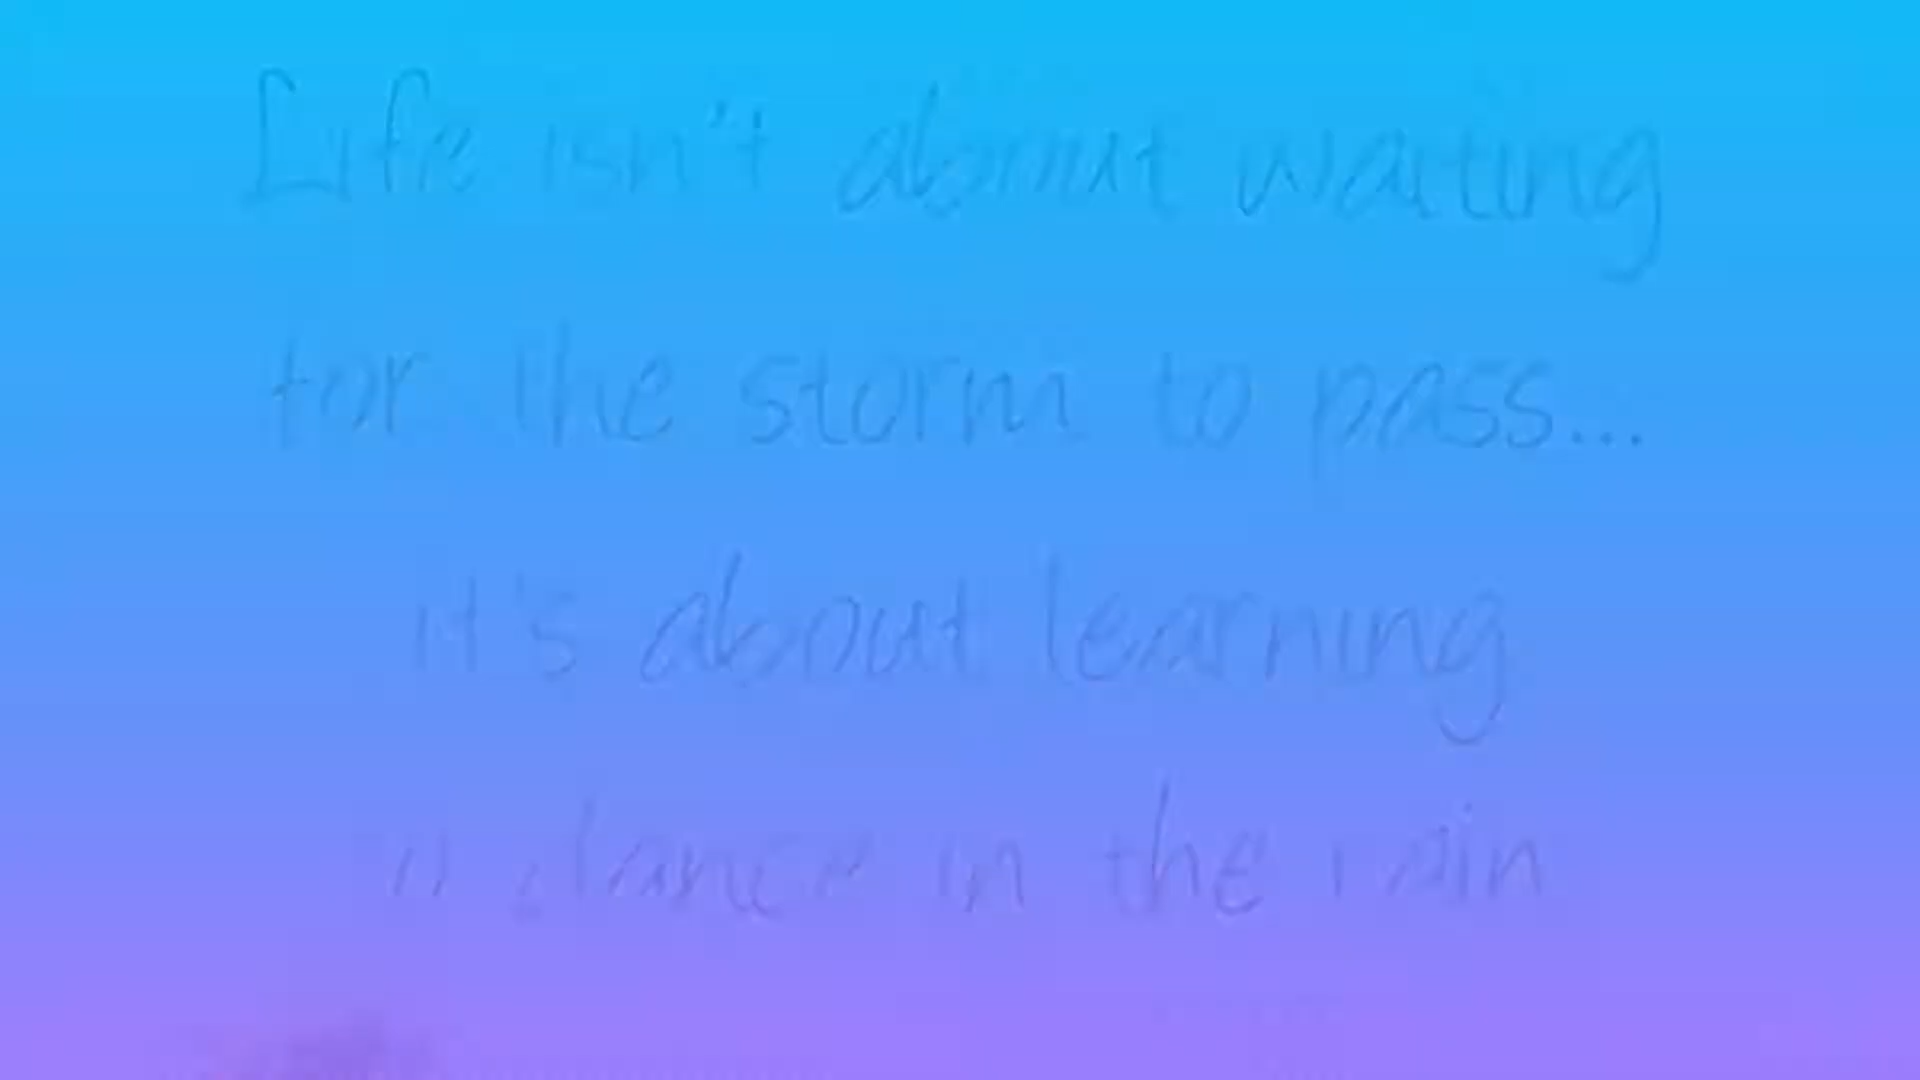 Life isn't about waiting
for the storm to pass...
it's about learning
to dance in the rain